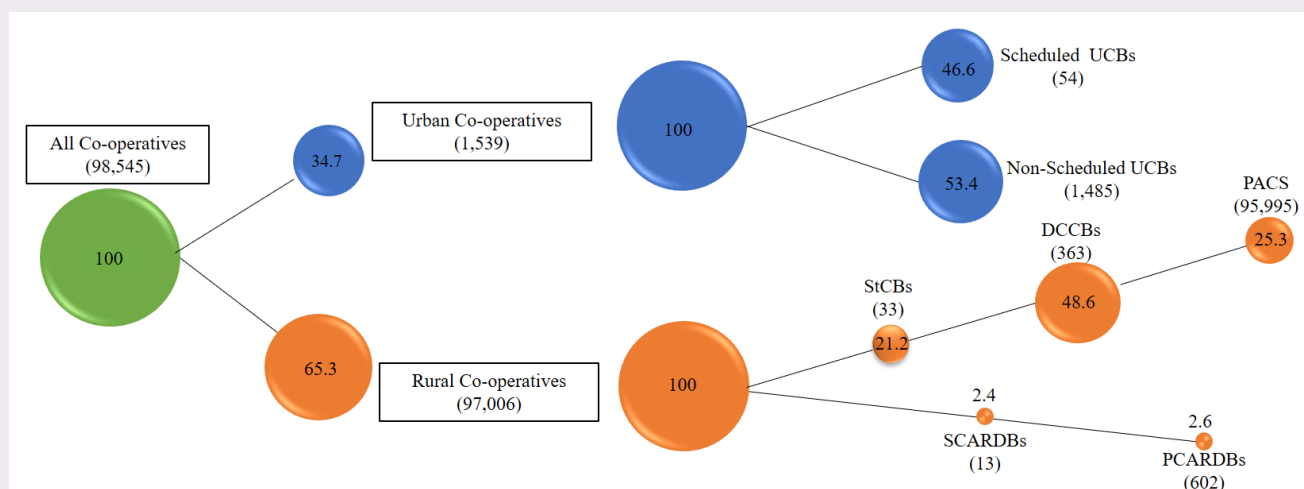 All Co-operatives
(98,545)
100
34.7
65.3
Urban Co-operatives
(1,539)
100
46.6
Scheduled UCBs
(54)
53.4
Non-Scheduled UCBs
(1,485)
Rural Co-operatives
(97,006)
100
StCBs
(33)
21.2
DCCBs
(363)
48.6
PACS
(95,995)
25.3
2.4
SCARDBs
(13)
2.6
PCARDBs
(602)